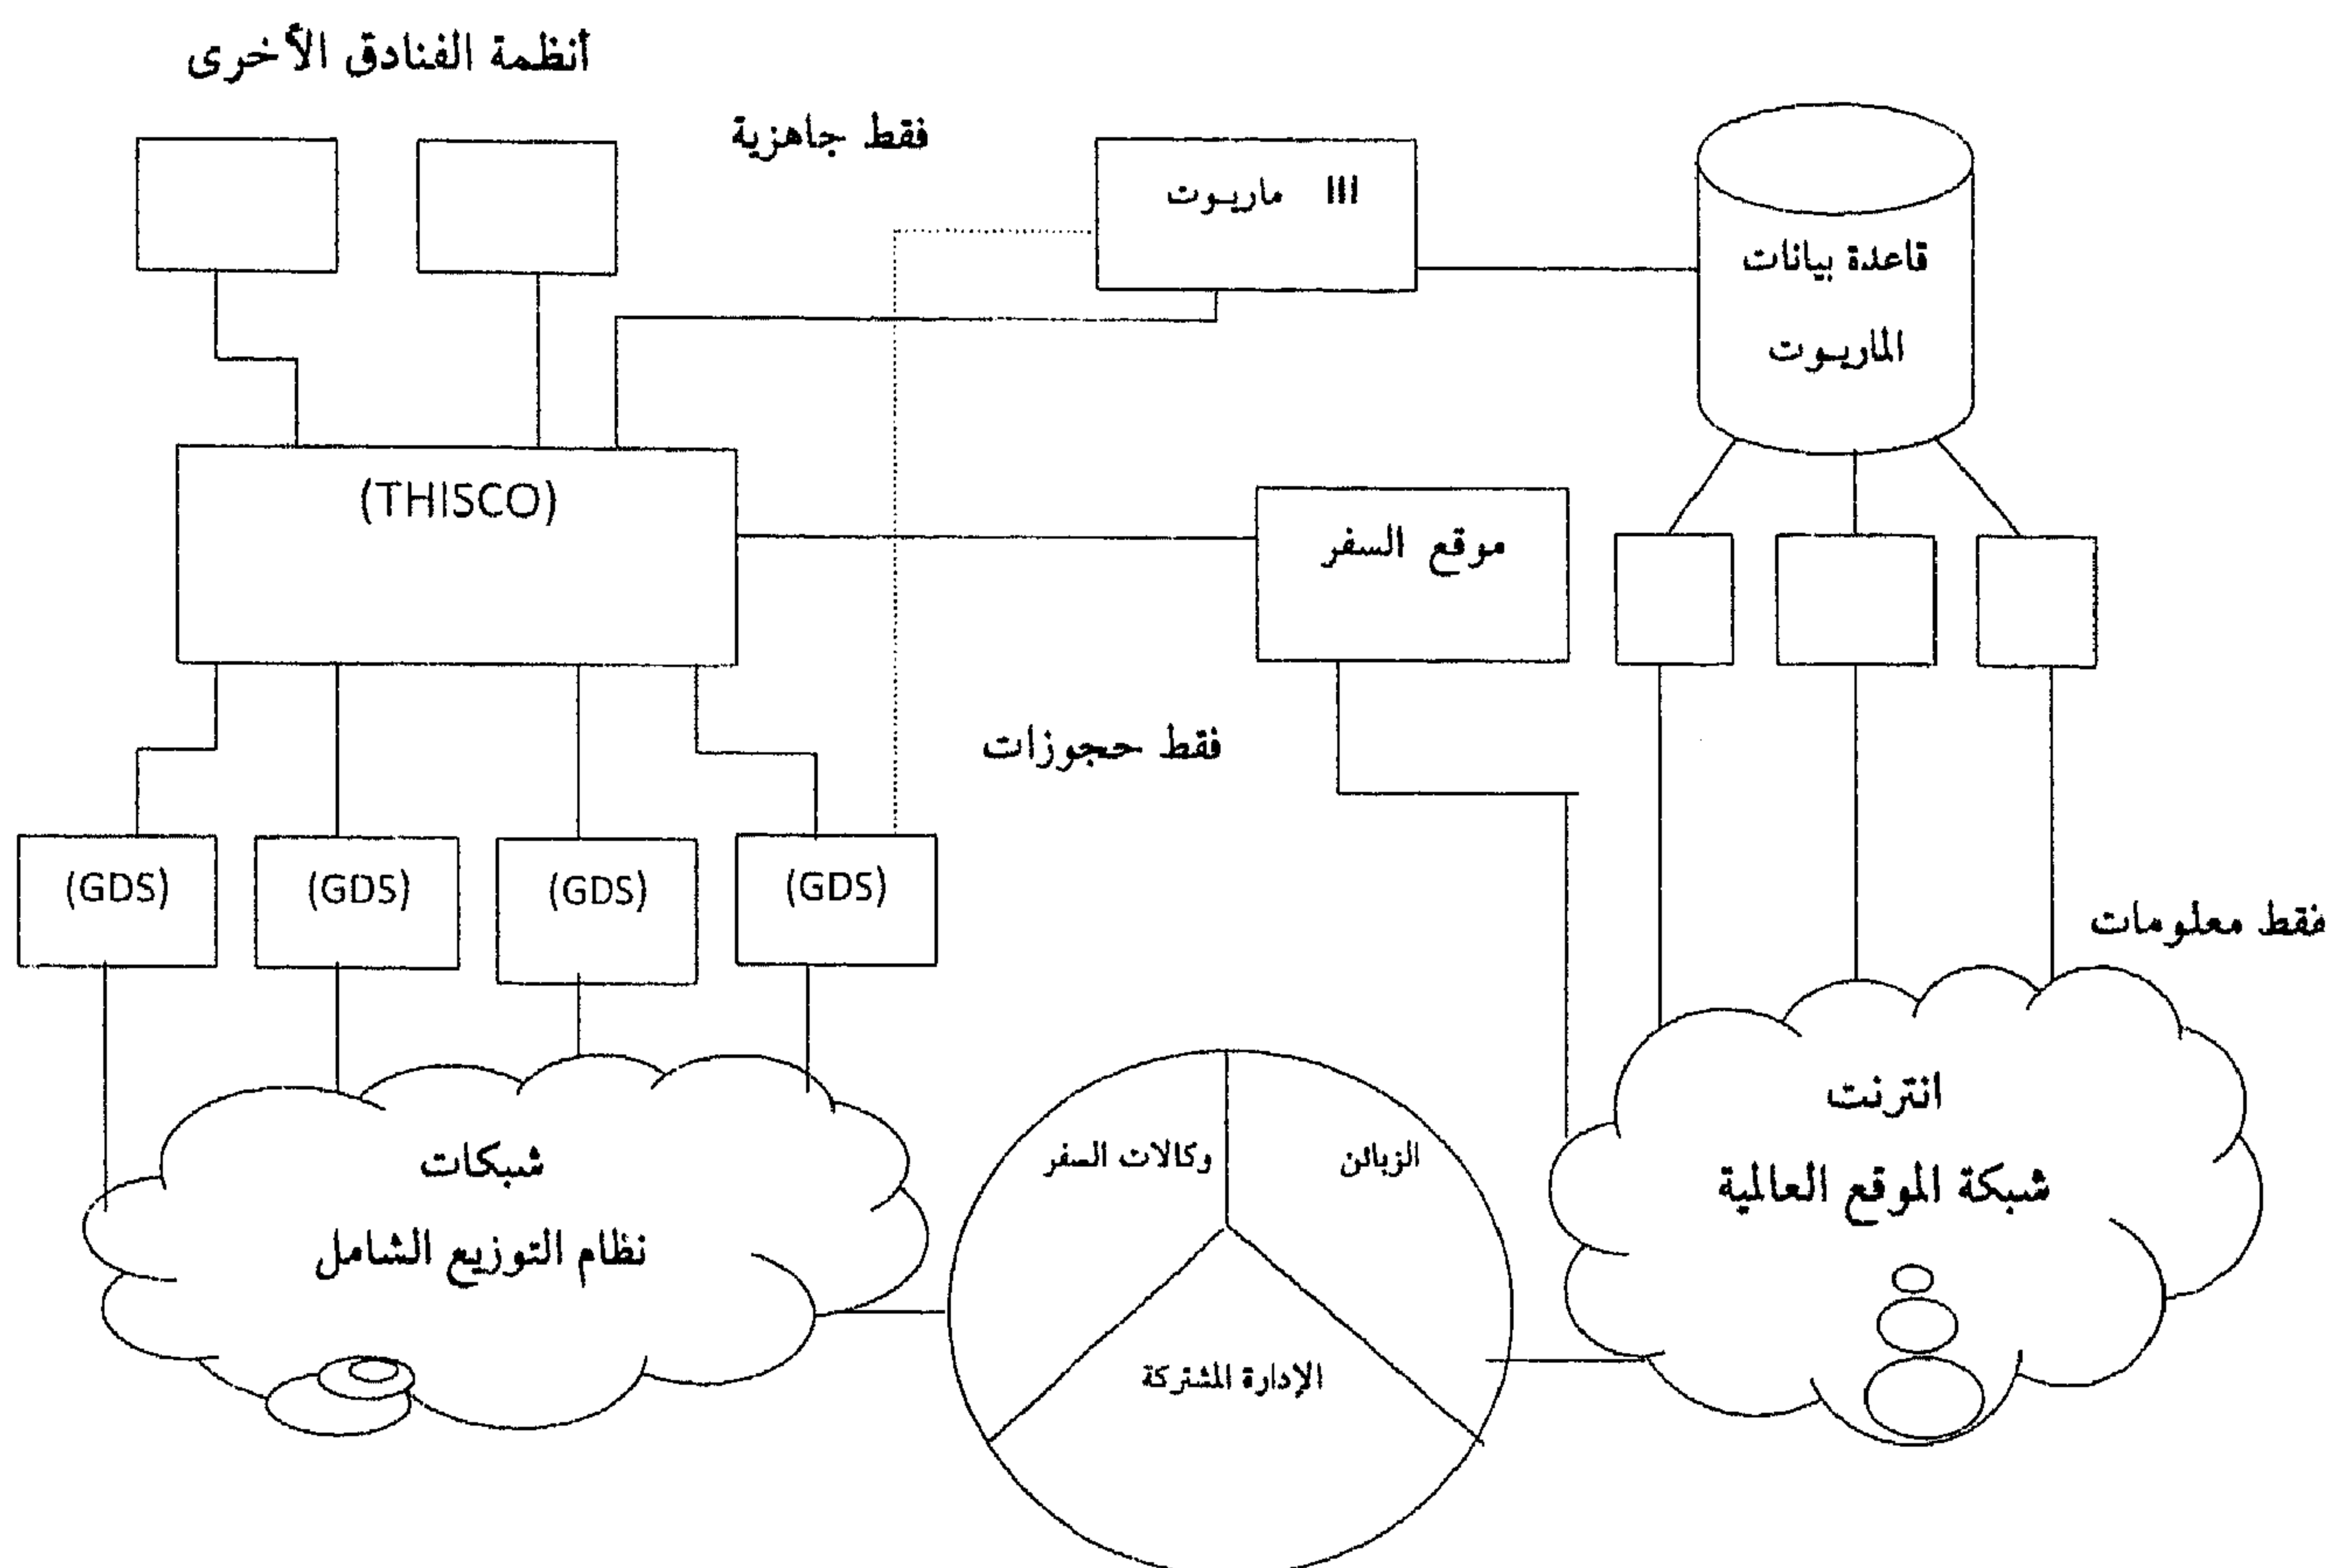 أنظمة الفنادق الأخرى
فقط جاهزية
ماريوت III
قاعدة بيانات
الماريوت
(THISCO)
موقع السفر
فقط حجوزات
(GDS)
(GDS)
(GDS)
(GDS)
فقط معلومات
شبكات
نظام التوزيع الشامل
وكالات السفر
الزبائن
الإدارة المشتركة
انترنت
شبكة الموقع العالمية